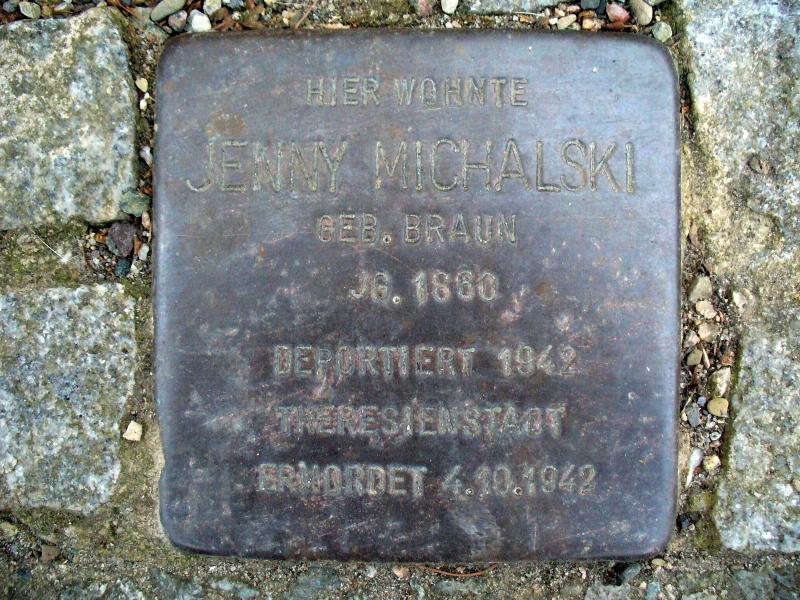 HIER WOHNTE
JENNY MICHALSKI
GEB. BRAUN
JG. 1860
DEPORTIERT 1942
THERESIENSTADT
ERMORDET 4.10.1942